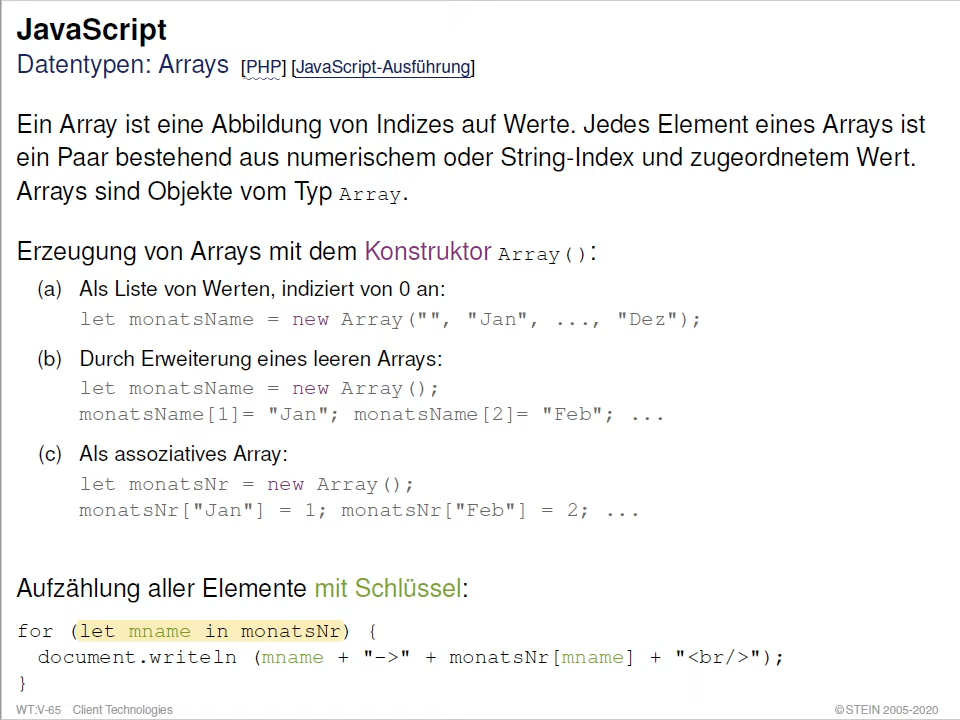 JavaScript
Datentypen: Arrays [PHP] [JavaScript-Ausführung]
Ein Array ist eine Abbildung von Indizes auf Werte. Jedes Element eines Arrays ist
ein Paar bestehend aus numerischem oder String-Index und zugeordnetem Wert.
Arrays sind Objekte vom Typ Array.
Erzeugung von Arrays mit dem Konstruktor Array():
(a) Als Liste von Werten, indiziert von 0 an:
let monatsName = new Array("", "Jan", ..., "Dez");
(b) Durch Erweiterung eines leeren Arrays:
let monatsName = new Array();
monatsName[1]= "Jan"; monatsName[2]= "Feb"; ...
(c) Als assoziatives Array:
let monatsNr = new Array();
monatsNr["Jan"] = 1; monatsNr["Feb"] = 2; ...
Aufzählung aller Elemente mit Schlüssel:
for (let mname in monatsNr) {
document.writeln (mname + "->" + monatsNr[mname] + "<br/>");
}
WT:V-65 Client Technologies ©STEIN 2005-2020